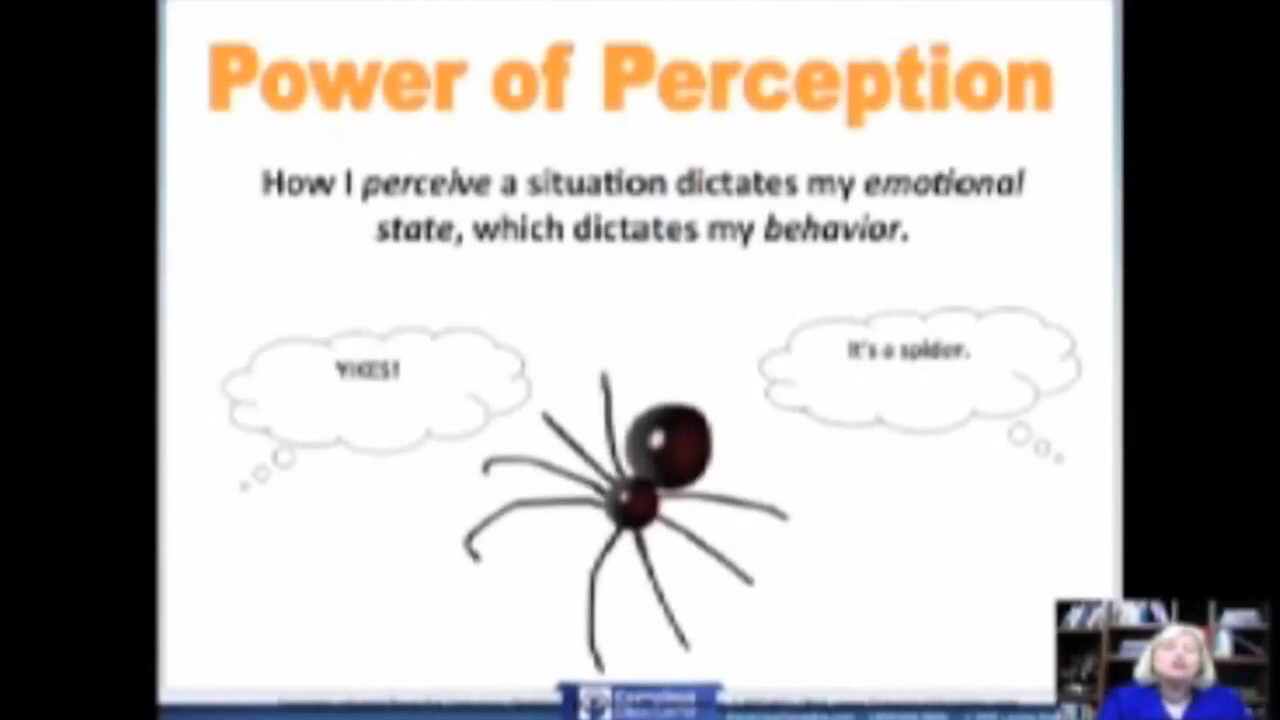 Power of Perception
How I perceive a situation dictates my emotional
state, which dictates my behavior.
YIKES!
It's a spider.